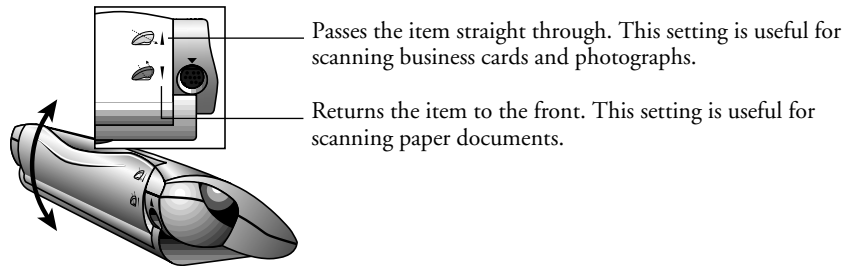 Passes the item straight through. This setting is useful for
scanning business cards and photographs.
Returns the item to the front. This setting is useful for
scanning paper documents.